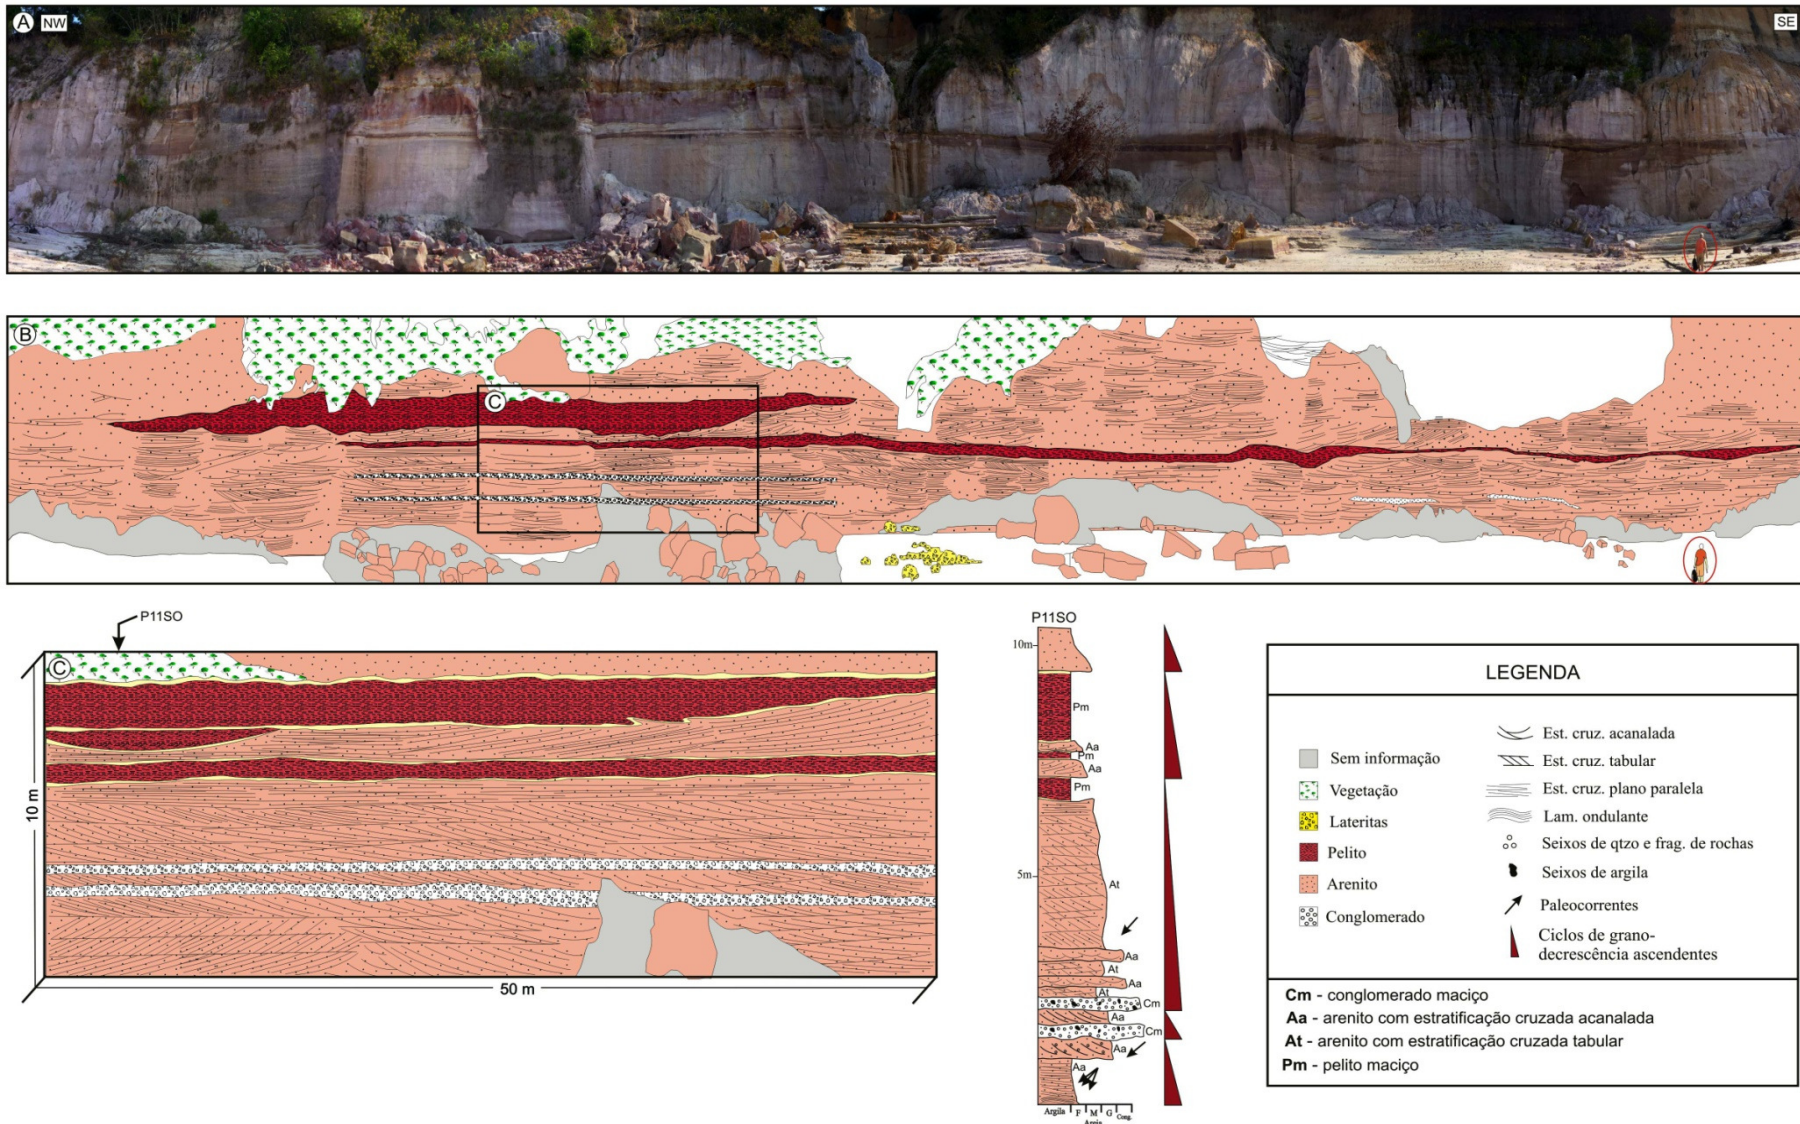 A NW
SE
B
C
P11SO
C
10 m
50 m
P11SO
10m
Pm
Aa
Pm
Aa
Pm
5m
At
Aa
At
Aa
At
Cm
Aa
Cm
Aa
Aa
Argila F M G Cong.
LEGENDA
Sem informação
Vegetação
Lateritas
Pelito
Arenito
Conglomerado
Est. cruz. acanalada
Est. cruz. tabular
Est. cruz. plano paralela
Lam. ondulante
Seixos de qtzo e frag. de rochas
Seixos de argila
Paleocorrentes
Ciclos de grano-
decrescência ascendentes
Cm - conglomerado maciço
Aa - arenito com estratificação cruzada acanalada
At - arenito com estratificação cruzada tabular
Pm - pelito maciço